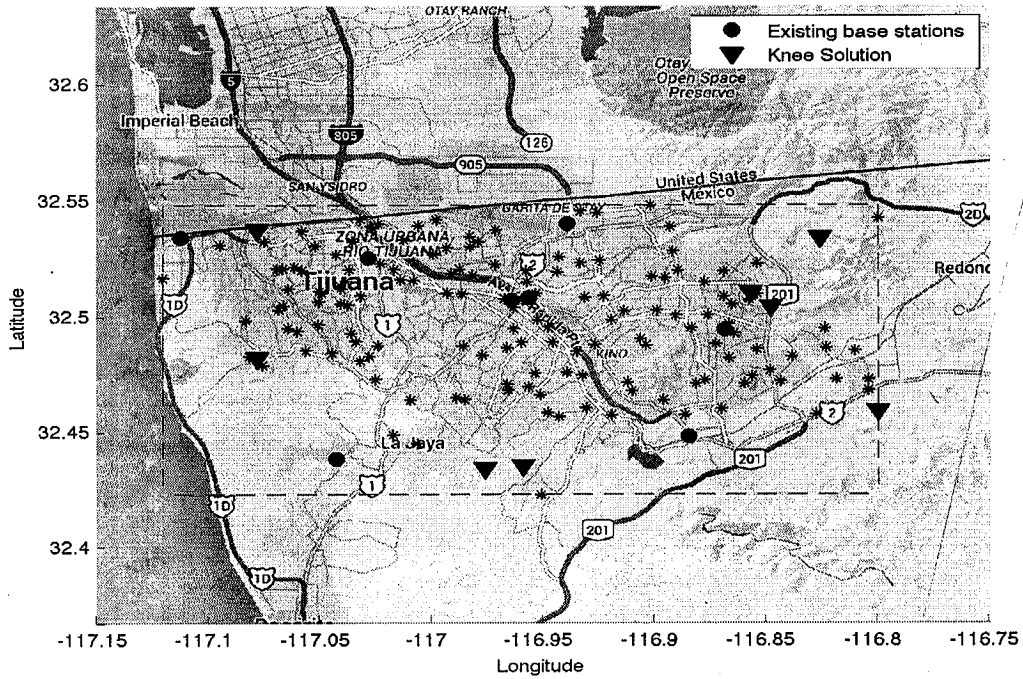 OTAY RANCH
Existing base stations
Knee Solution
Otay
Open Space
Preserve
32.6
5
Imperial Beach
805
126
905
905
SAN YSIDRO
United States
México
32.55
GARITA DE OTAY
2D
ZONA URBANA
RIO TIJUANA
Redond
Tijuana
201
1D
32.5
1
KINO
2
32.45
La Joya
201
1
1D
201
32.4
1D
-117.15
-117.1
-117.05
-117
-116.95
-116.9
-116.85
-116.8
-116.75
Latitude
Longitude